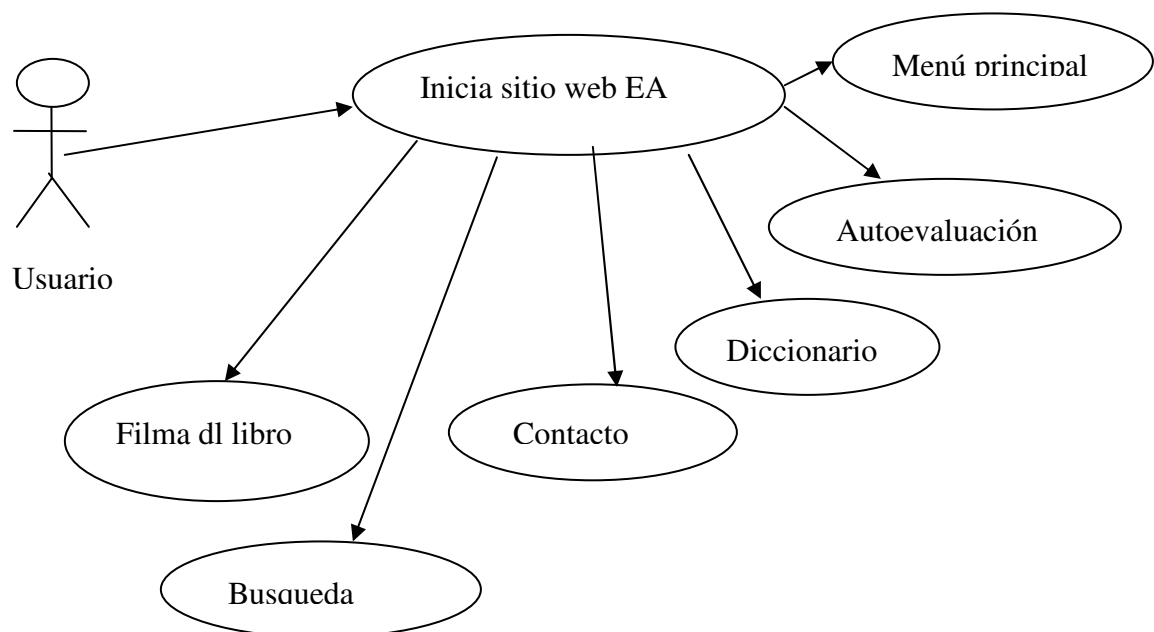 Menú principal
Inicia sitio web EA
Autoevaluación
Usuario
Diccionario
Filma dl libro
Contacto
Busqueda